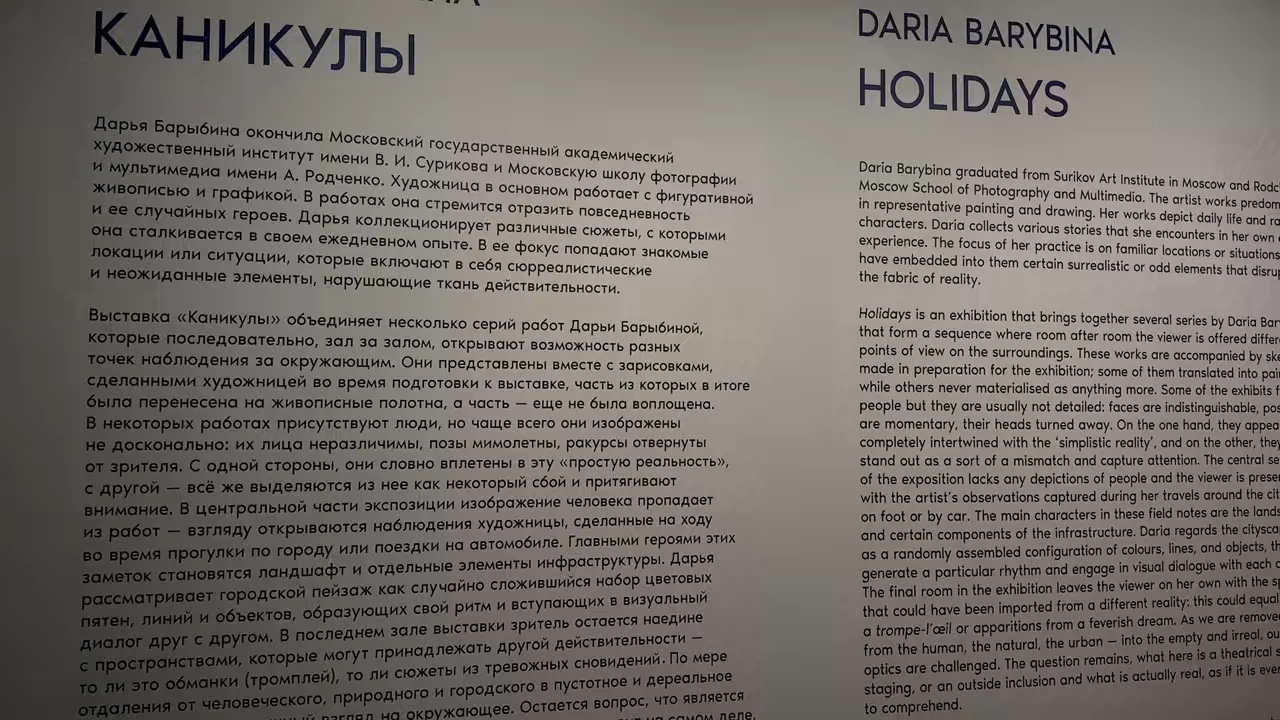 КАНИКУЛЫ
Дарья Барыбина окончила Московский государственный академический
художественный институт имени В. И. Сурикова и Московскую школу фотографии
и мультимедиа имени А. Родченко. Художница в основном работает с фигуративной
живописью и графикой. В работах она стремится отразить повседневность
и ее случайных героев. Дарья коллекционирует различные сюжеты, с которыми
она сталкивается в своем ежедневном опыте. В ее фокус попадают знакомые
локации или ситуации, которые включают в себя сюрреалистические
и неожиданные элементы, нарушающие ткань действительности.
Выставка «Каникулы» объединяет несколько серий работ Дарьи Барыбиной,
которые последовательно, зал за залом, открывают возможность разных
точек наблюдения за окружающим. Они представлены вместе с зарисовками,
сделанными художницей во время подготовки к выставке, часть из которых в итоге
была перенесена на живописные полотна, а часть — еще не была воплощена.
В некоторых работах присутствуют люди, но чаще всего они изображены
не досконально: их лица неразличимы, позы мимолетны, ракурсы отвернуты
от зрителя. С одной стороны, они словно вплетены в эту «простую реальность»,
с другой — всё же выделяются из нее как некоторый сбой и притягивают
внимание. В центральной части экспозиции изображение человека пропадает
из работ — взгляду открываются наблюдения художницы, сделанные на ходу
во время прогулки по городу или поездки на автомобиле. Главными героями этих
заметок становятся ландшафт и отдельные элементы инфраструктуры. Дарья
рассматривает городской пейзаж как случайно сложившийся набор цветовых
пятен, линий и объектов, образующих свой ритм и вступающих в визуальный
диалог друг с другом. В последнем зале выставки зритель остается наедине
с пространствами, которые могут принадлежать другой действительности —
то ли это обманки (тромплей), то ли сюжеты из тревожных сновидений. По мере
отдаления от человеческого, природного и городского в пустотное и дереальное
взгляд на окружающее. Остается вопрос, что является
на самом деле,
DARIA BARYBINA
HOLIDAYS
Daria Barybina graduated from Surikov Art Institute in Moscow and
Moscow School of Photography and Multimedia. The artist works
in representative painting and drawing. Her works depict daily life and
characters. Daria collects various stories that she encounters in her own
experience. The focus of her practice is on familiar locations or situations
have embedded into them certain surrealistic or odd elements that
the fabric of reality.
Holidays is an exhibition that brings together several series by Daria
that form a sequence where room after room the viewer is offered
points of view on the surroundings. These works are accompanied by
made in preparation for the exhibition; some of them translated into
while others never materialised as anything more. Some of the exhibits
people but they are usually not detailed: faces are indistinguishable,
are momentary, their heads turned away. On the one hand, they
completely intertwined with the ‘simplistic reality’, and on the other, they
stand out as a sort of a mismatch and capture attention. The central
of the exposition lacks any depictions of people and the viewer is
with the artist’s observations captured during her travels around the
on foot or by car. The main characters in these field notes are the
and certain components of the infrastructure. Daria regards the
as a randomly assembled configuration of colours, lines, and objects,
generate a particular rhythm and engage in visual dialogue with each
The final room in the exhibition leaves the viewer on her own with the
that could have been imported from a different reality: this could
a trompe-l’œil or apparitions from a feverish dream. As we are
from the human, the natural, the urban — into the empty and irreal,
optics are challenged. The question remains, what here is a theatrical
staging, or an outside inclusion and what is actually real, as if it is
to comprehend.